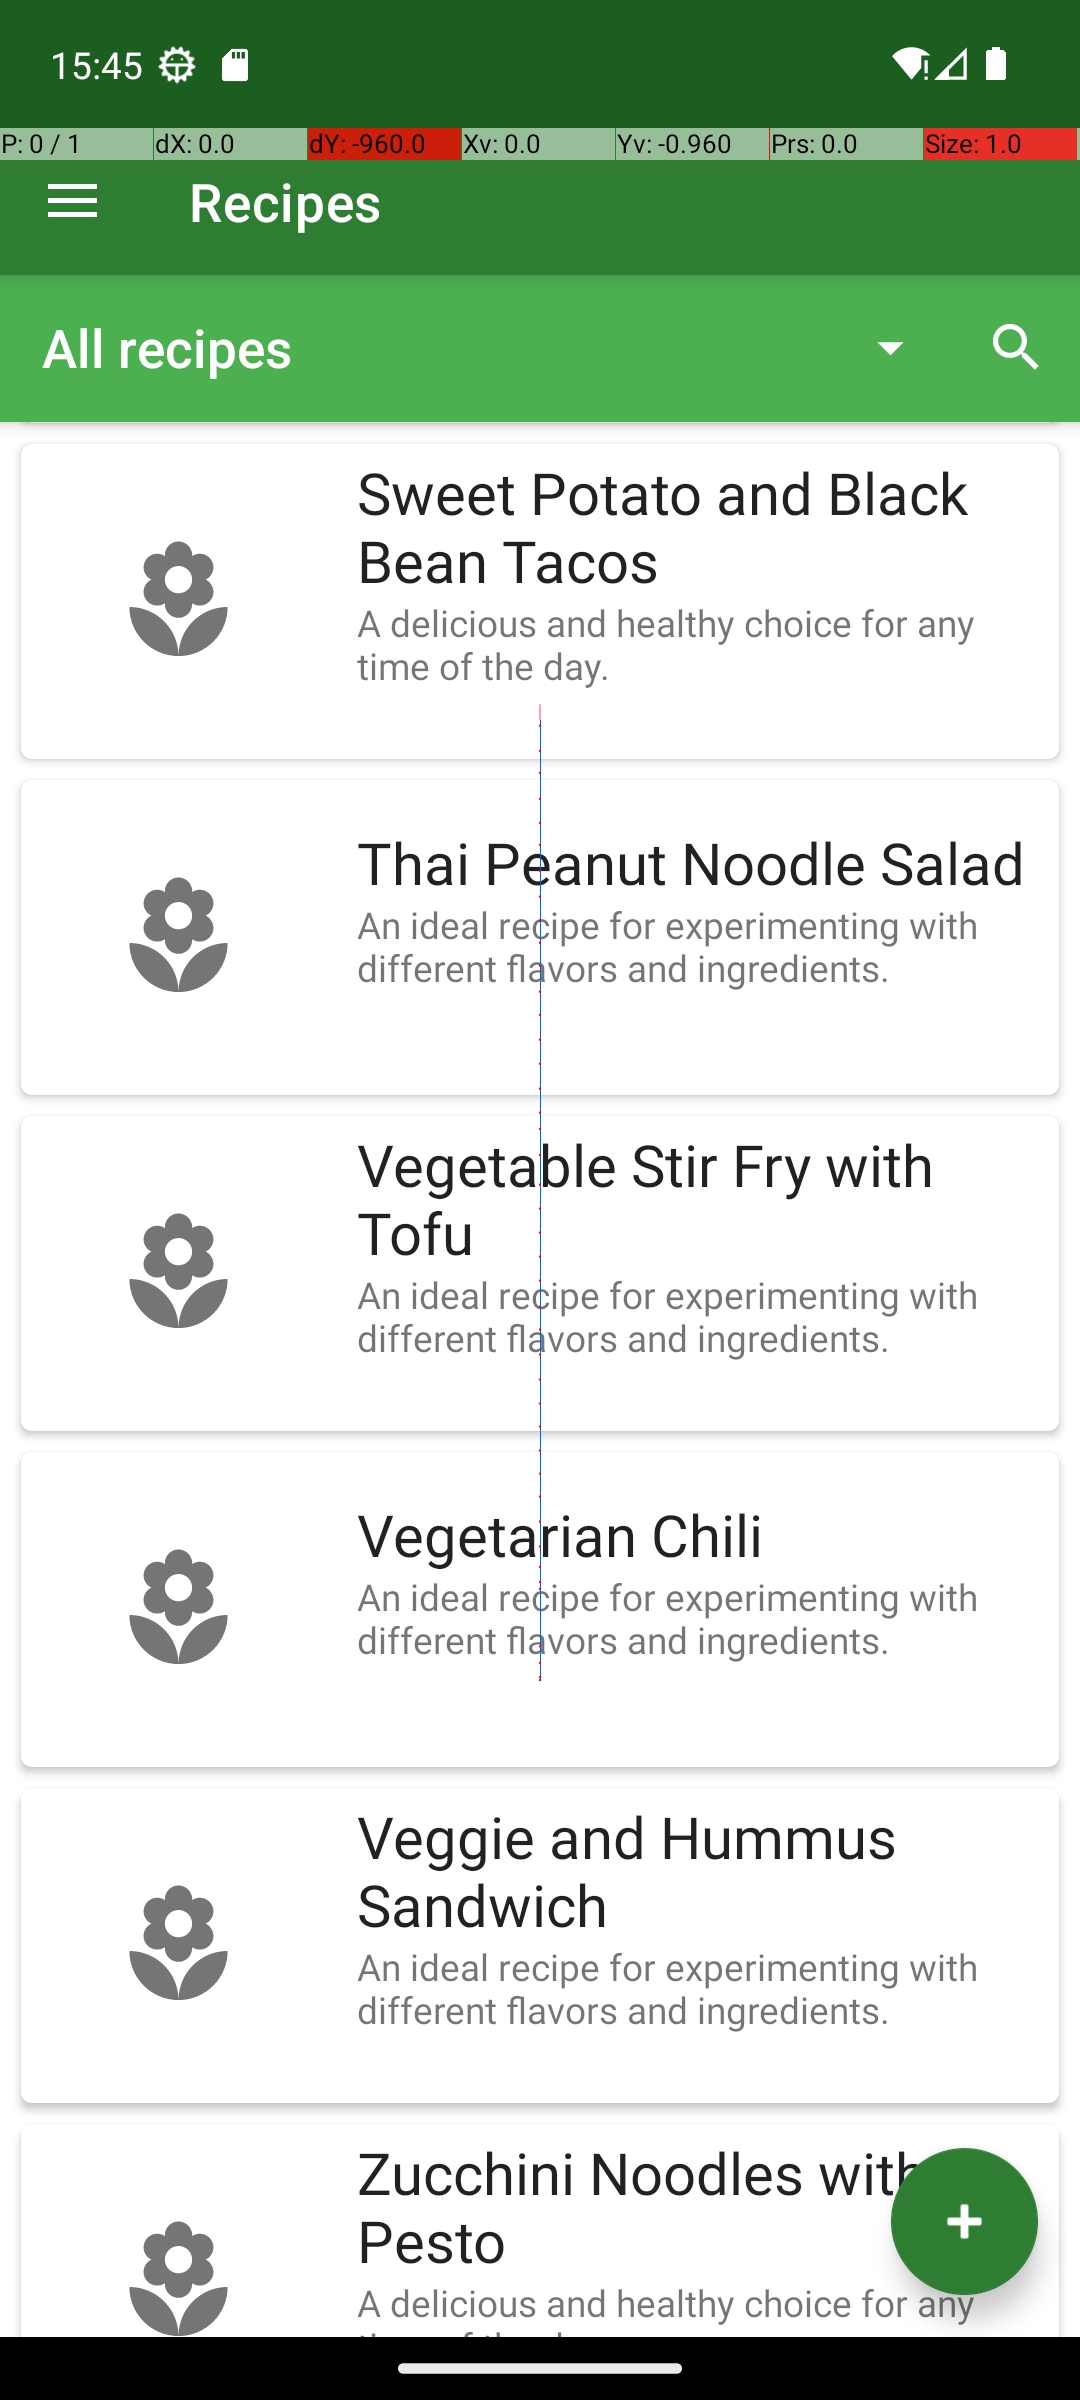 15:45
P: 0 / 1 dX: 0.0 dY: -960.0 Xv: 0.0 Yv: -0.960 Prs: 0.0 Size: 1.0
Recipes
All recipes
Sweet Potato and Black
Bean Tacos
A delicious and healthy choice for any
time of the day.
Thai Peanut Noodle Salad
An ideal recipe for experimenting with
different flavors and ingredients.
Vegetable Stir Fry with
Tofu
An ideal recipe for experimenting with
different flavors and ingredients.
Vegetarian Chili
An ideal recipe for experimenting with
different flavors and ingredients.
Veggie and Hummus
Sandwich
An ideal recipe for experimenting with
different flavors and ingredients.
Zucchini Noodles with
Pesto
A delicious and healthy choice for any